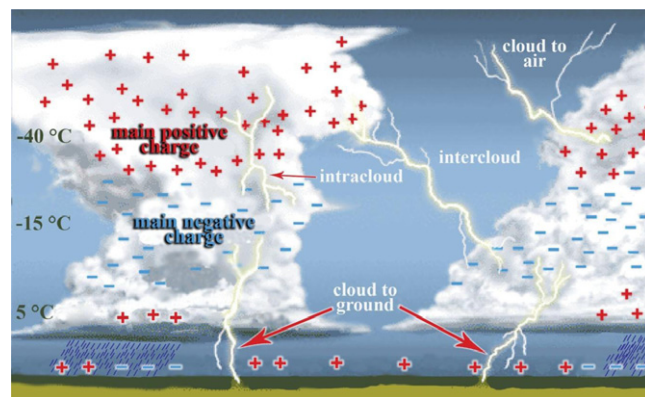 cloud to
air
-40 °C
main positive
charge
intracloud
intercloud
-15 °C
main negative
charge
5 °C
cloud to
ground